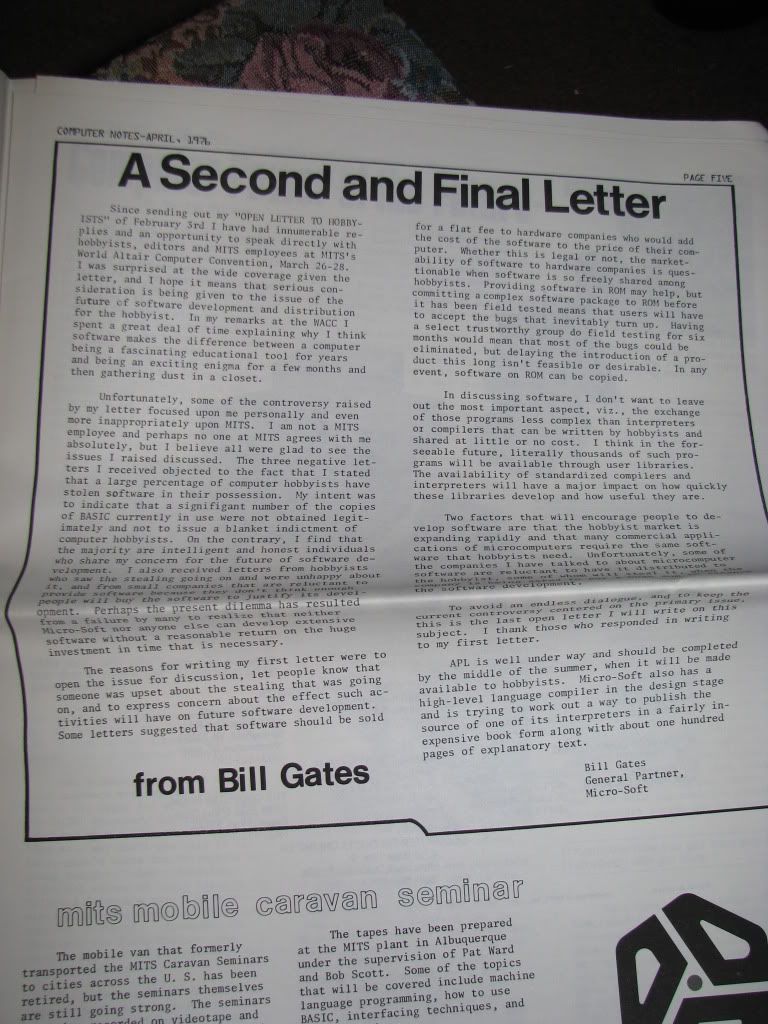 COMPUTER NOTES-APRIL, 1976
PAGE FIVE
A Second and Final Letter
Since sending out my "OPEN LETTER TO HOBBY-
ISTS" of February 3rd I have had innumerable re-
plies and an opportunity to speak directly with
hobbyists, editors and MITS employees at MITS's
World Altair Computer Convention, March 26-28.
I was surprised at the wide coverage given the
letter, and I hope it means that serious con-
sideration is being given to the issue of the
future of software development and distribution
for the hobbyist. In my remarks at the WACC I
spent a great deal of time explaining why I think
software makes the difference between a computer
being a fascinating educational tool for years
and being an exciting enigma for a few months and
then gathering dust in a closet.
Unfortunately, some of the controversy raised
by my letter focused upon me personally and even
more inappropriately upon MITS. I am not a MITS
employee and perhaps no one at MITS agrees with me
absolutely, but I believe all were glad to see the
issues I raised discussed. The three negative let-
ters I received objected to the fact that I stated
that a large percentage of computer hobbyists have
stolen software in their possession. My intent was
to indicate that a signifigant number of the copies
of BASIC currently in use were not obtained legit-
imately and not to issue a blanket indictment of
computer hobbyists. On the contrary, I find that
the majority are intelligent and honest individuals
who share my concern for the future of software de-
velopment. I also received letters from hobbyists
who saw the stealing going on and were unhappy about
it, and from small companies that are reluctant to
provide software because they don't think enough
people will buy the software to justify its devel-
opment. Perhaps the present dilemma has resulted
from a failure by many to realize that neither
Micro-Soft nor anyone else can develop extensive
software without a reasonable return on the huge
investment in time that is necessary.
The reasons for writing my first letter were to
open the issue for discussion, let people know that
someone was upset about the stealing that was going
on, and to express concern about the effect such ac-
tivities will have on future software development.
Some letters suggested that software should be sold
for a flat fee to hardware companies who would add
the cost of the software to the price of their com-
puter. Whether this is legal or not, the market-
ability of software to hardware companies is ques-
tionable when software is so freely shared among
hobbyists. Providing software in ROM may help, but
committing a complex software package to ROM before
it has been field tested means that users will have
to accept the bugs that inevitably turn up. Having
a select trustworthy group do field testing for six
months would mean that most of the bugs could be
eliminated, but delaying the introduction of a pro-
duct this long isn't feasible or desirable. In any
event, software on ROM can be copied.
In discussing software, I don't want to leave
out the most important aspect, viz., the exchange
of those programs less complex than interpreters
or compilers that can be written by hobbyists and
shared at little or no cost. I think in the for-
seeable future, literally thousands of such pro-
grams will be available through user libraries.
The availability of standardized compilers and
interpreters will have a major impact on how quickly
these libraries develop and how useful they are.
Two factors that will encourage people to de-
velop software are that the hobbyist market is
expanding rapidly and that many commercial appli-
cations of microcomputers require the same soft-
ware that hobbyists need. Unfortunately, some of
the companies I have talked to about microcomputer
software are reluctant to have it distributed to
the hobbyist, some of whom will steal it, when the
the software development.
To avoid an endless dialogue, and to keep the
current controversy centered on the primary issue,
this is the last open letter I will write on this
subject. I thank those who responded in writing
to my first letter.
APL is well under way and should be completed
by the middle of the summer, when it will be made
available to hobbyists. Micro-Soft also has a
high-level language compiler in the design stage
and is trying to work out a way to publish the
source of one of its interpreters in a fairly in-
expensive book form along with about one hundred
pages of explanatory text.
Bill Gates
General Partner,
Micro-Soft
from Bill Gates
mits mobile caravan seminar
The mobile van that formerly
transported the MITS Caravan Seminars
to cities across the U. S. has been
retired, but the seminars themselves
are still going strong. The seminars
recorded on videotape and
The tapes have been prepared
at the MITS plant in Albuquerque
under the supervision of Pat Ward
and Bob Scott. Some of the topics
that will be covered include machine
language programming, how to use
BASIC, interfacing techniques, and